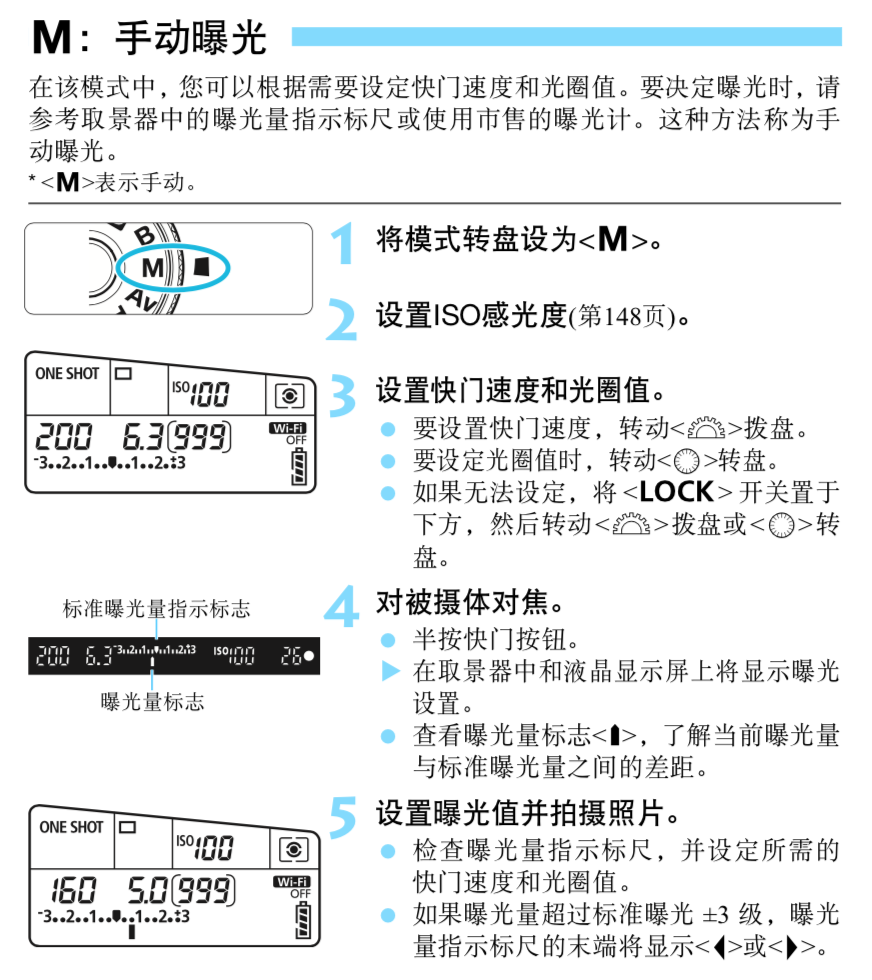 M：手动曝光
在该模式中，您可以根据需要设定快门速度和光圈值。要决定曝光时，请
参考取景器中的曝光量指示标尺或使用市售的曝光计。这种方法称为手
动曝光。
*<M>表示手动。
B
M
Av
1 将模式转盘设为<M>。
2 设置ISO感光度(第148页)。
ONE SHOT
ISO 100
200 6.3 (999)
Wi-Fi
OFF
-3..2..1..0..1..2.:3
3 设置快门速度和光圈值。
要设置快门速度，转动< >拨盘。
要设定光圈值时，转动< >转盘。
如果无法设定，将<LOCK>开关置于
下方，然后转动< >拨盘或< >转
盘。
标准曝光量指示标志
200 6.3 -3..2..1..0..1..2..+3 ISO 100 26
曝光量标志
4 对被摄体对焦。
半按快门按钮。
在取景器中和液晶显示屏上将显示曝光
设置。
查看曝光量标志< >，了解当前曝光量
与标准曝光量之间的差距。
ONE SHOT
ISO 100
160 5.0 (999)
Wi-Fi
OFF
-3..2..1..0..1..2.:3
5 设置曝光值并拍摄照片。
检查曝光量指示标尺，并设定所需的
快门速度和光圈值。
如果曝光量超过标准曝光 ±3 级，曝光
量指示标尺的末端将显示<◀>或<▶>。